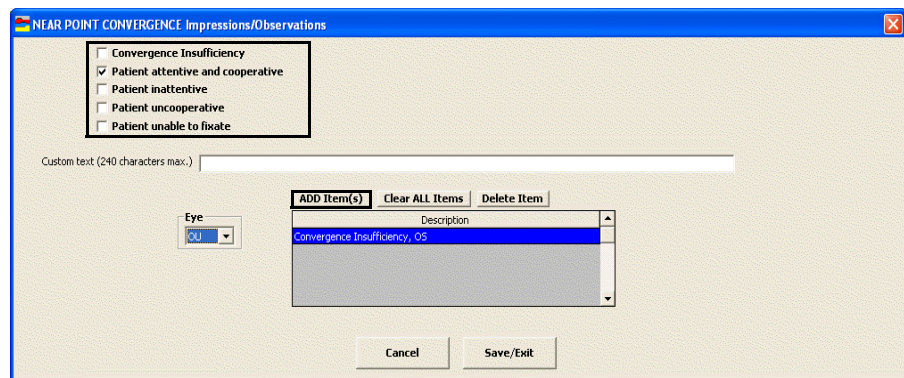 NEAR POINT CONVERGENCE Impressions/Observations
Convergence Insufficiency
Patient attentive and cooperative
Patient inattentive
Patient uncooperative
Patient unable to fixate
Custom text (240 characters max.)
ADD Item(s) Clear ALL Items Delete Item
Eye
OU
Description
Convergence Insufficiency, OS
Cancel Save/Exit